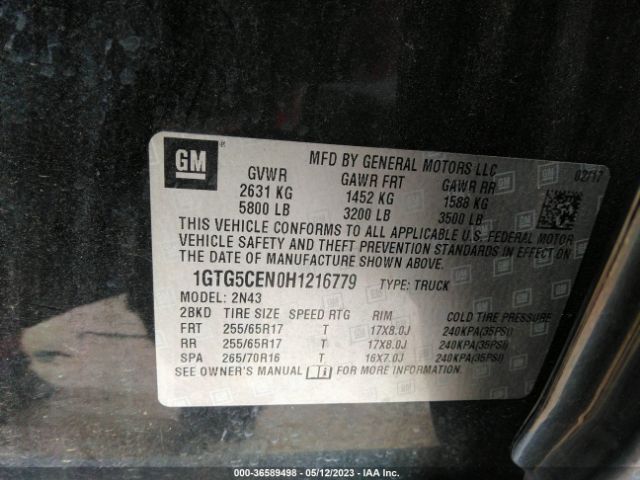 GM
MFD BY GENERAL MOTORS LLC
02/17
GVWR GAWR FRT GAWR RR
2631 KG 1452 KG 1588 KG
5800 LB 3200 LB 3500 LB
THIS VEHICLE CONFORMS TO ALL APPLICABLE U.S. FEDERAL MOTOR
VEHICLE SAFETY AND THEFT PREVENTION STANDARDS IN EFFECT ON
THE DATE OF MANUFACTURE SHOWN ABOVE.
1GTG5CEN0H1216779 TYPE: TRUCK
MODEL: 2N43
2BKD TIRE SIZE SPEED RTG RIM COLD TIRE PRESSURE
FRT 255/65R17 T 17X8.0J 240KPA(35PSI)
RR 255/65R17 T 17X8.0J 240KPA(35PSI)
SPA 265/70R16 T 16X7.0J 240KPA(35PSI)
SEE OWNER'S MANUAL FOR MORE INFORMATION.
000-36589498 - 05/12/2023 - IAA Inc.